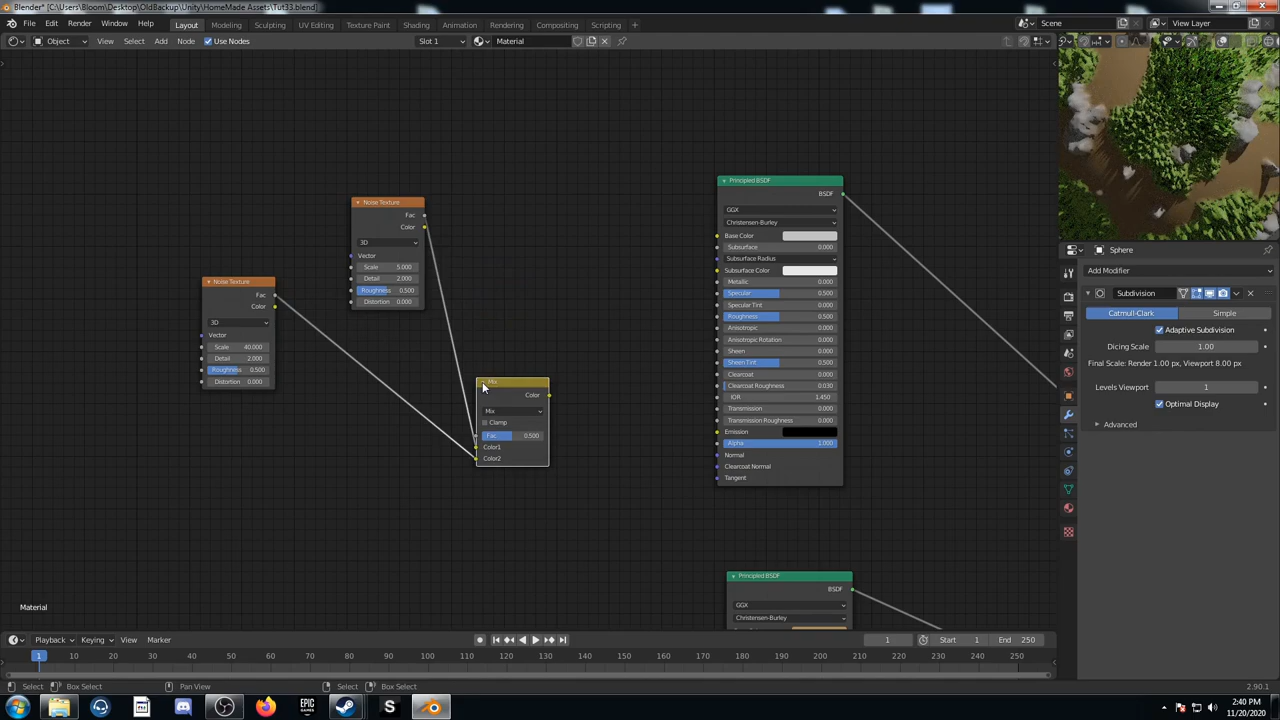 Blender* [C:\Users\Bloom\Desktop\OldBackup\Unity\HomeMade Assets\Tut33.blend]
File Edit Render Window Help Layout Modeling Sculpting UV Editing Texture Paint Shading Animation Rendering Compositing Scripting Scene View Layer
Object View Select Add Node Use Nodes Slot 1 Material
Noise Texture
Fac
Color
3D
Vector
Scale 5.000
Detail 2.000
Roughness 0.500
Distortion 0.000
Noise Texture
Fac
Color
3D
Vector
Scale 40.000
Detail 2.000
Roughness 0.500
Distortion 0.000
Mix
Color
Mix
Clamp
Fac 0.500
Color1
Color2
Principled BSDF
BSDF
GGX
Christensen-Burley
Base Color
Subsurface 0.000
Subsurface Radius
Subsurface Color
Metallic 0.000
Specular 0.500
Specular Tint 0.000
Roughness 0.500
Anisotropic 0.000
Anisotropic Rotation 0.000
Sheen 0.000
Sheen Tint 0.500
Clearcoat 0.000
Clearcoat Roughness 0.030
IOR 1.450
Transmission 0.000
Transmission Roughness 0.000
Emission
Alpha 1.000
Normal
Clearcoat Normal
Tangent
Principled BSDF
BSDF
GGX
Christensen-Burley
Material
Sphere
Add Modifier
Subdivision
Catmull-Clark Simple
Adaptive Subdivision
Dicing Scale 1.00
Final Scale: Render 1.00 px, Viewport 8.00 px
Levels Viewport 1
Optimal Display
Advanced
Playback Keying View Marker 1 Start 1 End 250
1 10 20 30 40 50 60 70 80 90 100 110 120 130 140 150 160 170 180 190 200 210 220 230 240 250
Select Box Select Pan View Select Box Select 2.90.1
EPIC GAMES
S
2:40 PM
11/20/2020